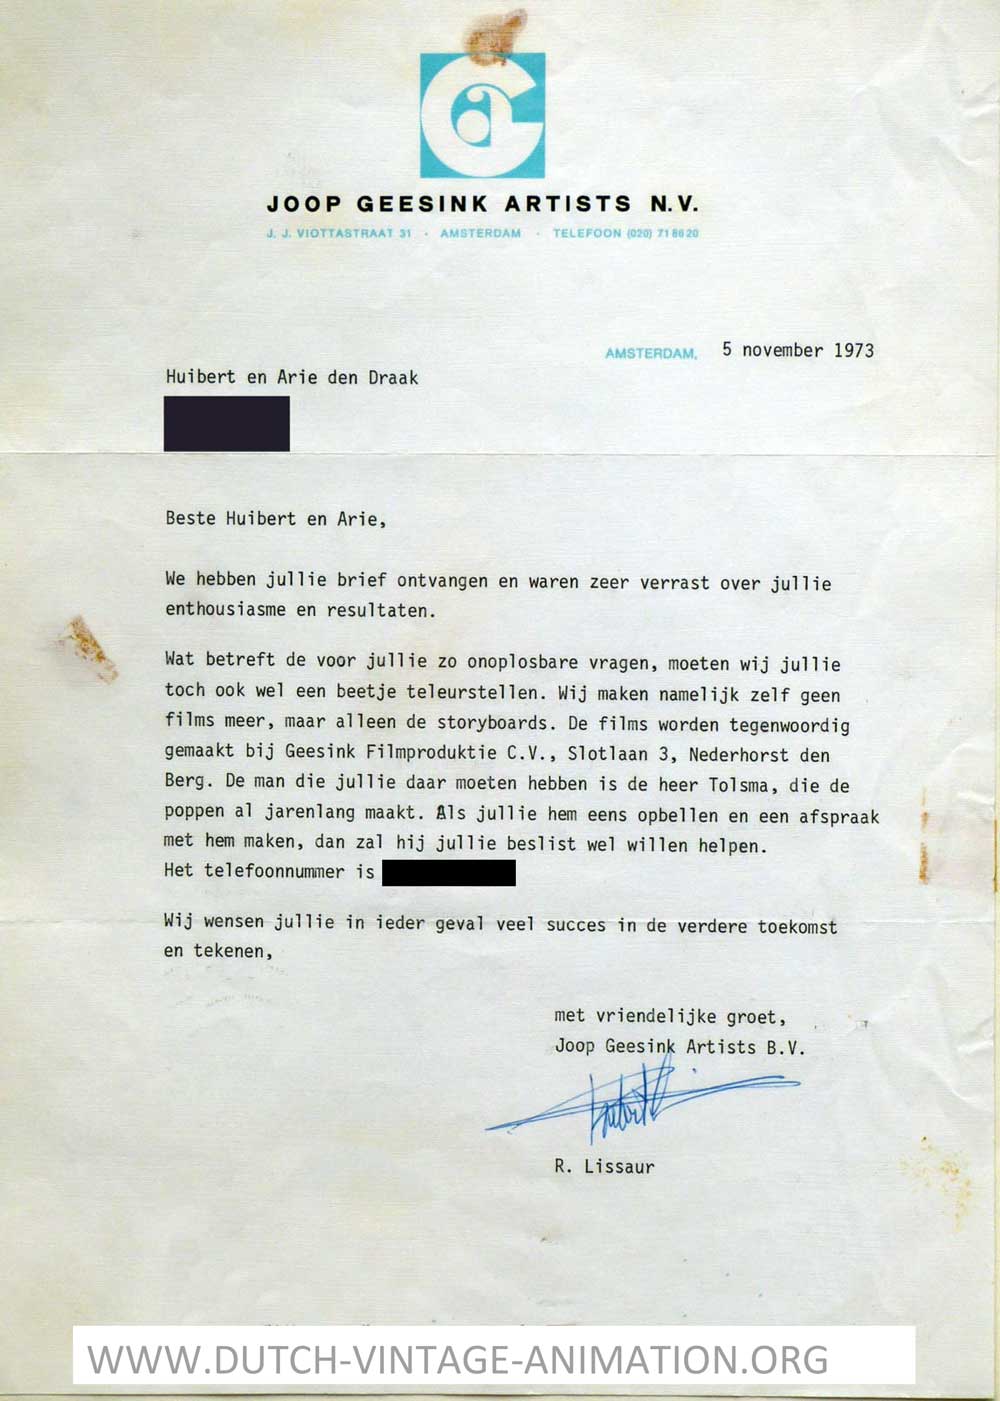 JOOP GEESINK ARTISTS N.V.
J. J. VIOTTASTRAAT 31 · AMSTERDAM · TELEFOON (020) 71 86 20
AMSTERDAM, 5 november 1973
Huibert en Arie den Draak
Beste Huibert en Arie,
We hebben jullie brief ontvangen en waren zeer verrast over jullie
enthousiasme en resultaten.
Wat betreft de voor jullie zo onoplosbare vragen, moeten wij jullie
toch ook wel een beetje teleurstellen. Wij maken namelijk zelf geen
films meer, maar alleen de storyboards. De films worden tegenwoordig
gemaakt bij Geesink Filmproduktie C.V., Slotlaan 3, Nederhorst den
Berg. De man die jullie daar moeten hebben is de heer Tolsma, die de
poppen al jarenlang maakt. Als jullie hem eens opbellen en een afspraak
met hem maken, dan zal hij jullie beslist wel willen helpen.
Het telefoonnummer is
Wij wensen jullie in ieder geval veel succes in de verdere toekomst
en tekenen,
met vriendelijke groet,
Joop Geesink Artists B.V.
R. Lissaur
WWW.DUTCH-VINTAGE-ANIMATION.ORG